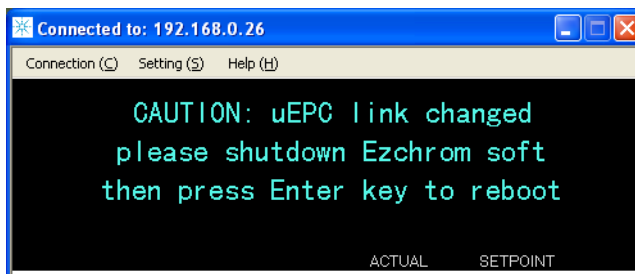 Connected to: 192.168.0.26
Connection (C) Setting (S) Help (H)
CAUTION: uEPC link changed
please shutdown Ezchrom soft
then press Enter key to reboot
ACTUAL SETPOINT